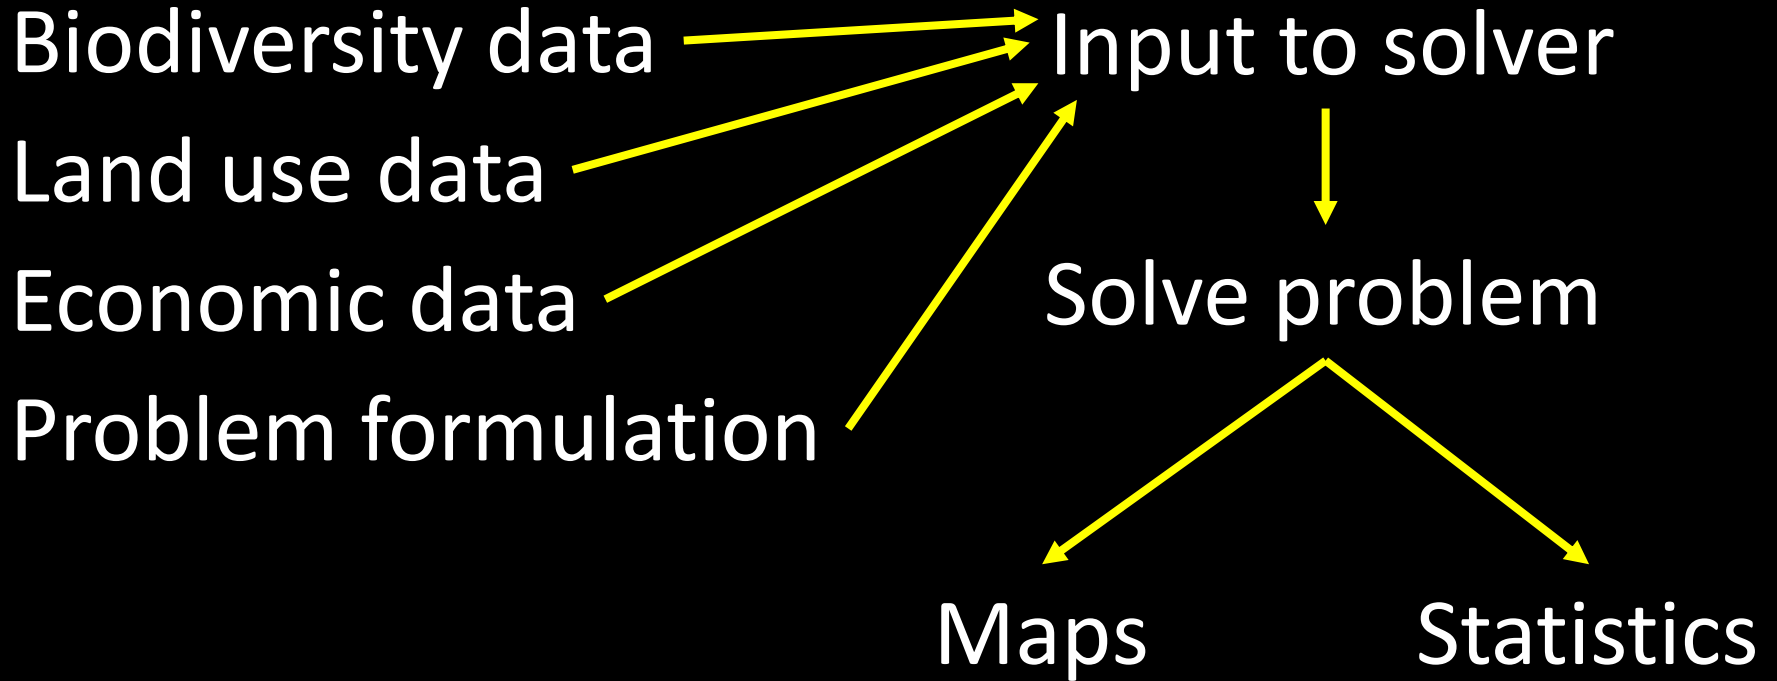 Biodiversity data
Land use data
Economic data
Problem formulation
Input to solver
Solve problem
Maps
Statistics